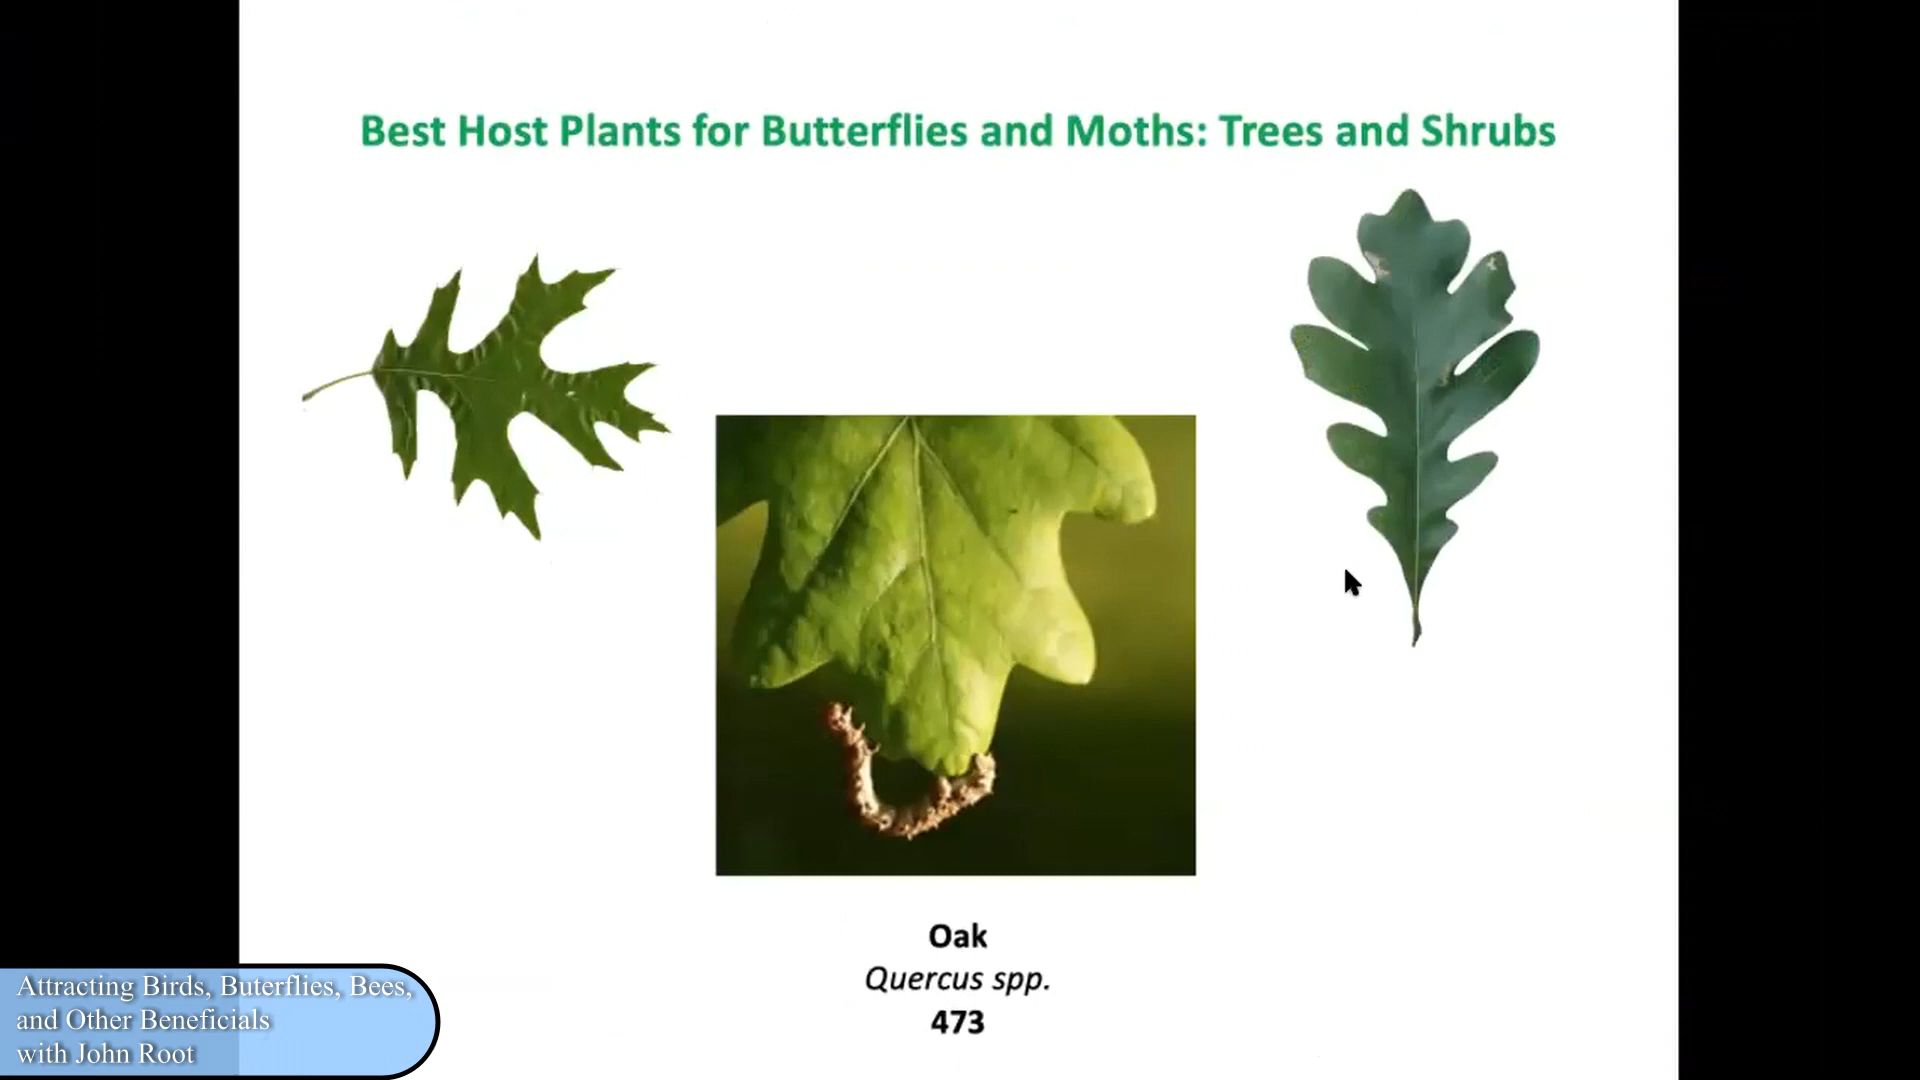 Best Host Plants for Butterflies and Moths: Trees and Shrubs
Oak
Quercus spp.
473
Attracting Birds, Buterflies, Bees,
and Other Beneficials
with John Root